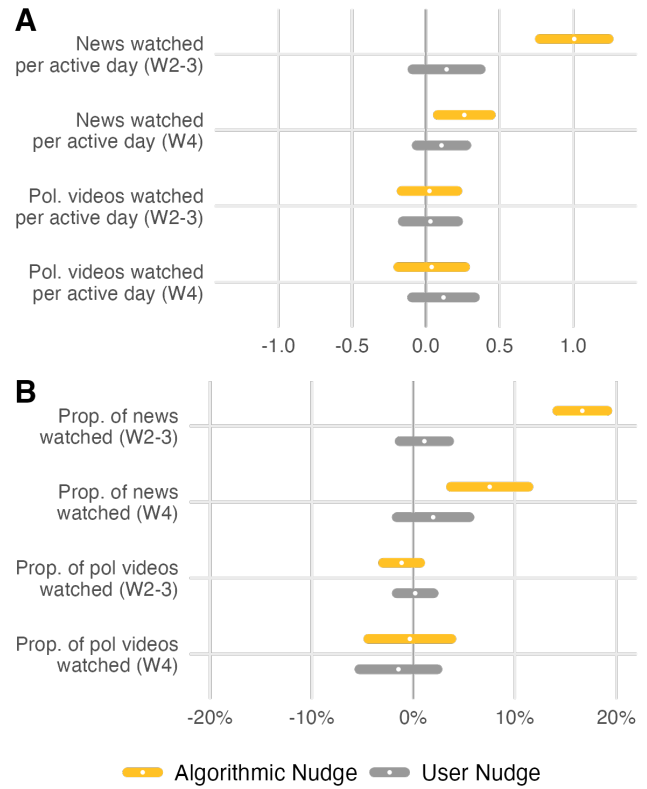 A
News watched
per active day (W2-3)
News watched
per active day (W4)
Pol. videos watched
per active day (W2-3)
Pol. videos watched
per active day (W4)
-1.0 -0.5 0.0 0.5 1.0
B
Prop. of news
watched (W2-3)
Prop. of news
watched (W4)
Prop. of pol videos
watched (W2-3)
Prop. of pol videos
watched (W4)
-20% -10% 0% 10% 20%
Algorithmic Nudge User Nudge